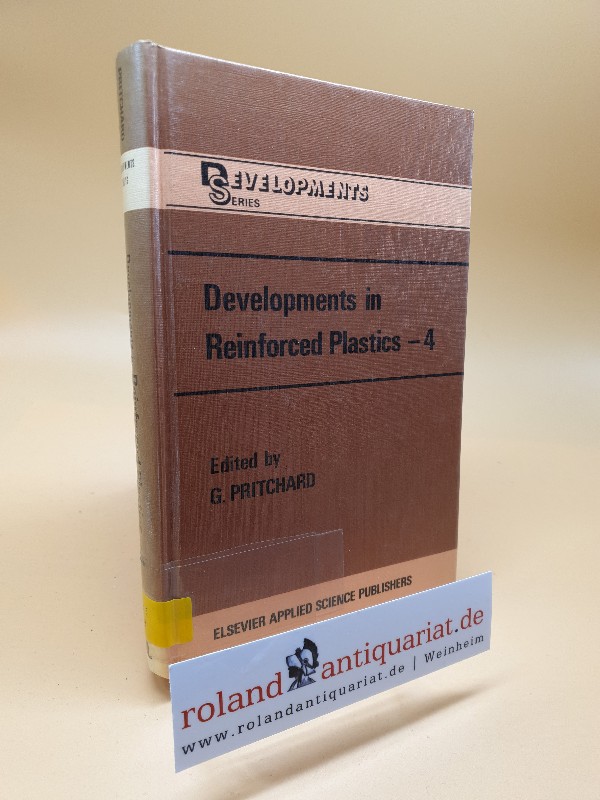 PRITCHARD
DEVELOPMENTS
SERIES
Developments in
Reinforced Plastics – 4
Edited by
G. PRITCHARD
ELSEVIER APPLIED SCIENCE PUBLISHERS
roland antiquariat.de
www.rolandantiquariat.de | Weinheim